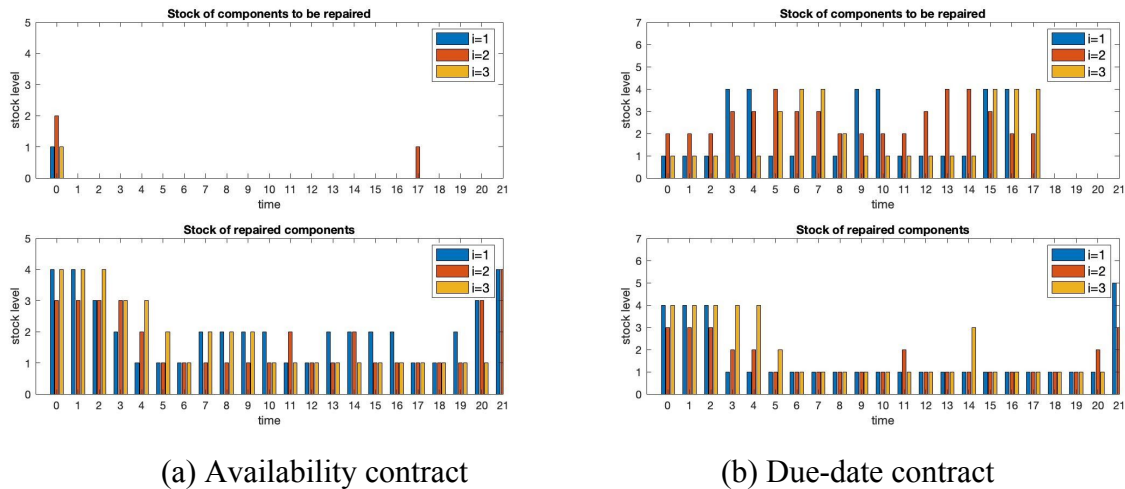 Stock of components to be repaired
5
4
3
2
1
0
stock level
i=1
i=2
i=3
0 1 2 3 4 5 6 7 8 9 10 11 12 13 14 15 16 17 18 19 20 21
time
Stock of repaired components
5
4
3
2
1
0
stock level
i=1
i=2
i=3
0 1 2 3 4 5 6 7 8 9 10 11 12 13 14 15 16 17 18 19 20 21
time
(a) Availability contract
Stock of components to be repaired
7
6
5
4
3
2
1
0
stock level
i=1
i=2
i=3
0 1 2 3 4 5 6 7 8 9 10 11 12 13 14 15 16 17 18 19 20 21
time
Stock of repaired components
7
6
5
4
3
2
1
0
stock level
i=1
i=2
i=3
0 1 2 3 4 5 6 7 8 9 10 11 12 13 14 15 16 17 18 19 20 21
time
(b) Due-date contract